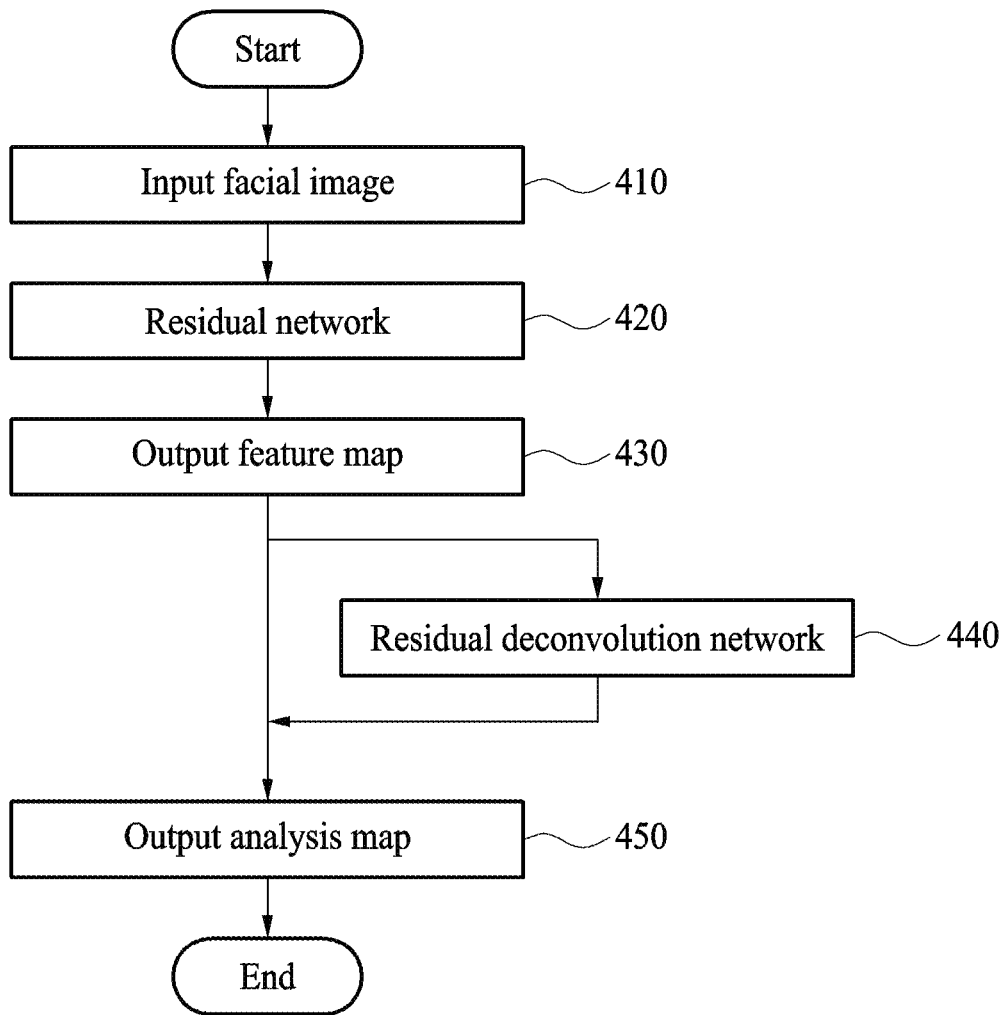 Start
Input facial image
410
Residual network
420
Output feature map
430
Residual deconvolution network
440
Output analysis map
450
End